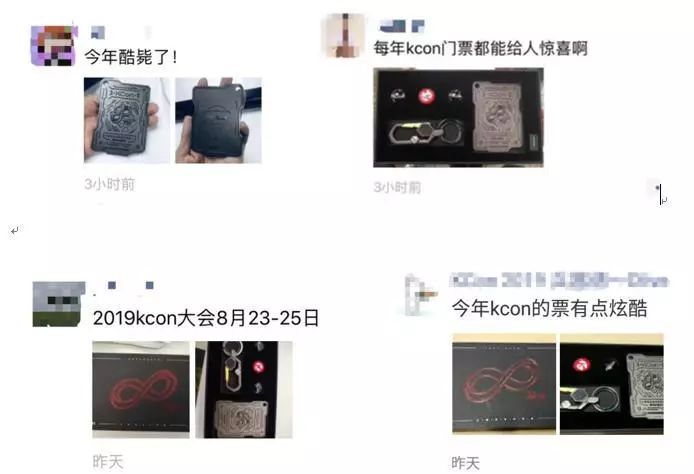 今年酷毙了！
3小时前
每年kcon门票都能给人惊喜啊
3小时前
2019kcon大会8月23-25日
昨天
今年kcon的票有点炫酷
昨天